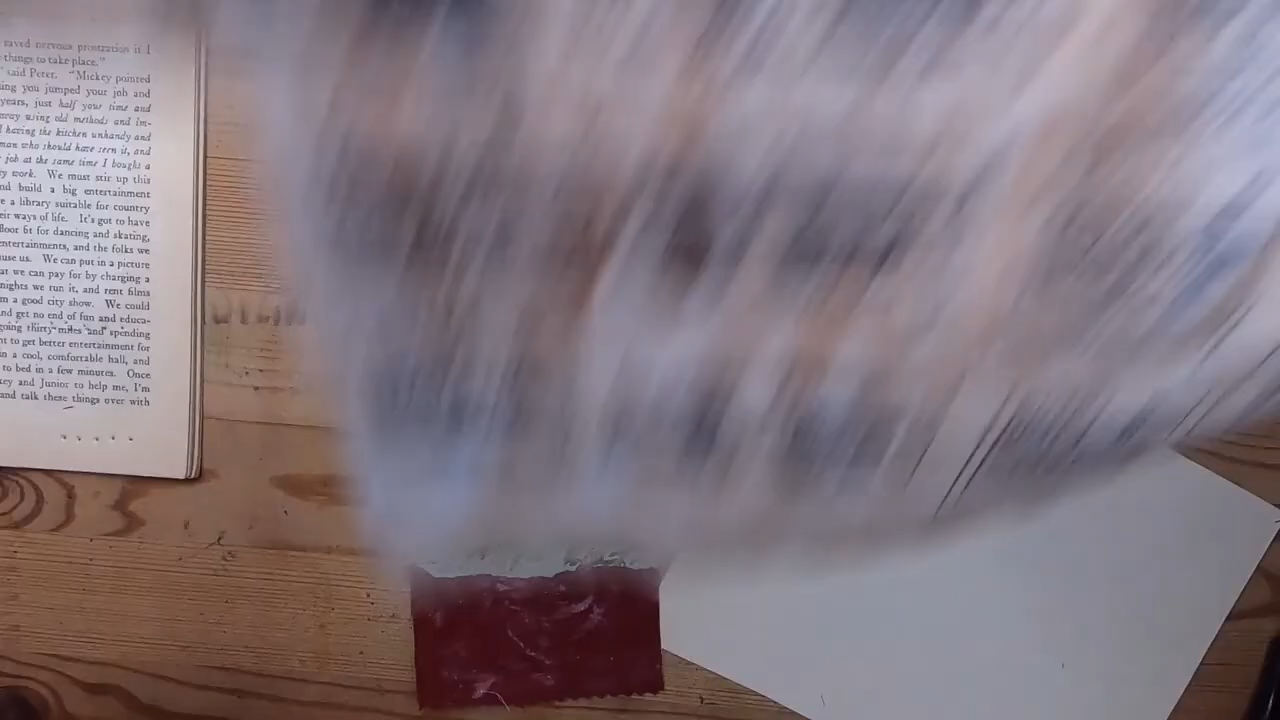 saved nervous prostration if I
things to take place."
said Peter. "Mickey pointed
ing you jumped your job and
years, just half your time and
away using old methods and im-
having the kitchen unhandy and
man who should have seen it, and
job at the same time I bought a
y work. We must stir up this
nd build a big entertainment
e a library suitable for country
eir ways of life. It's got to have
floor fit for dancing and skating,
entertainments, and the folks we
use us. We can put in a picture
at we can pay for by charging a
nights we run it, and rent films
m a good city show. We could
nd get no end of fun and educa-
going thirty miles and spending
nt to get better entertainment for
in a cool, comfortable hall, and
to bed in a few minutes. Once
key and Junior to help me, I'm
and talk these things over with